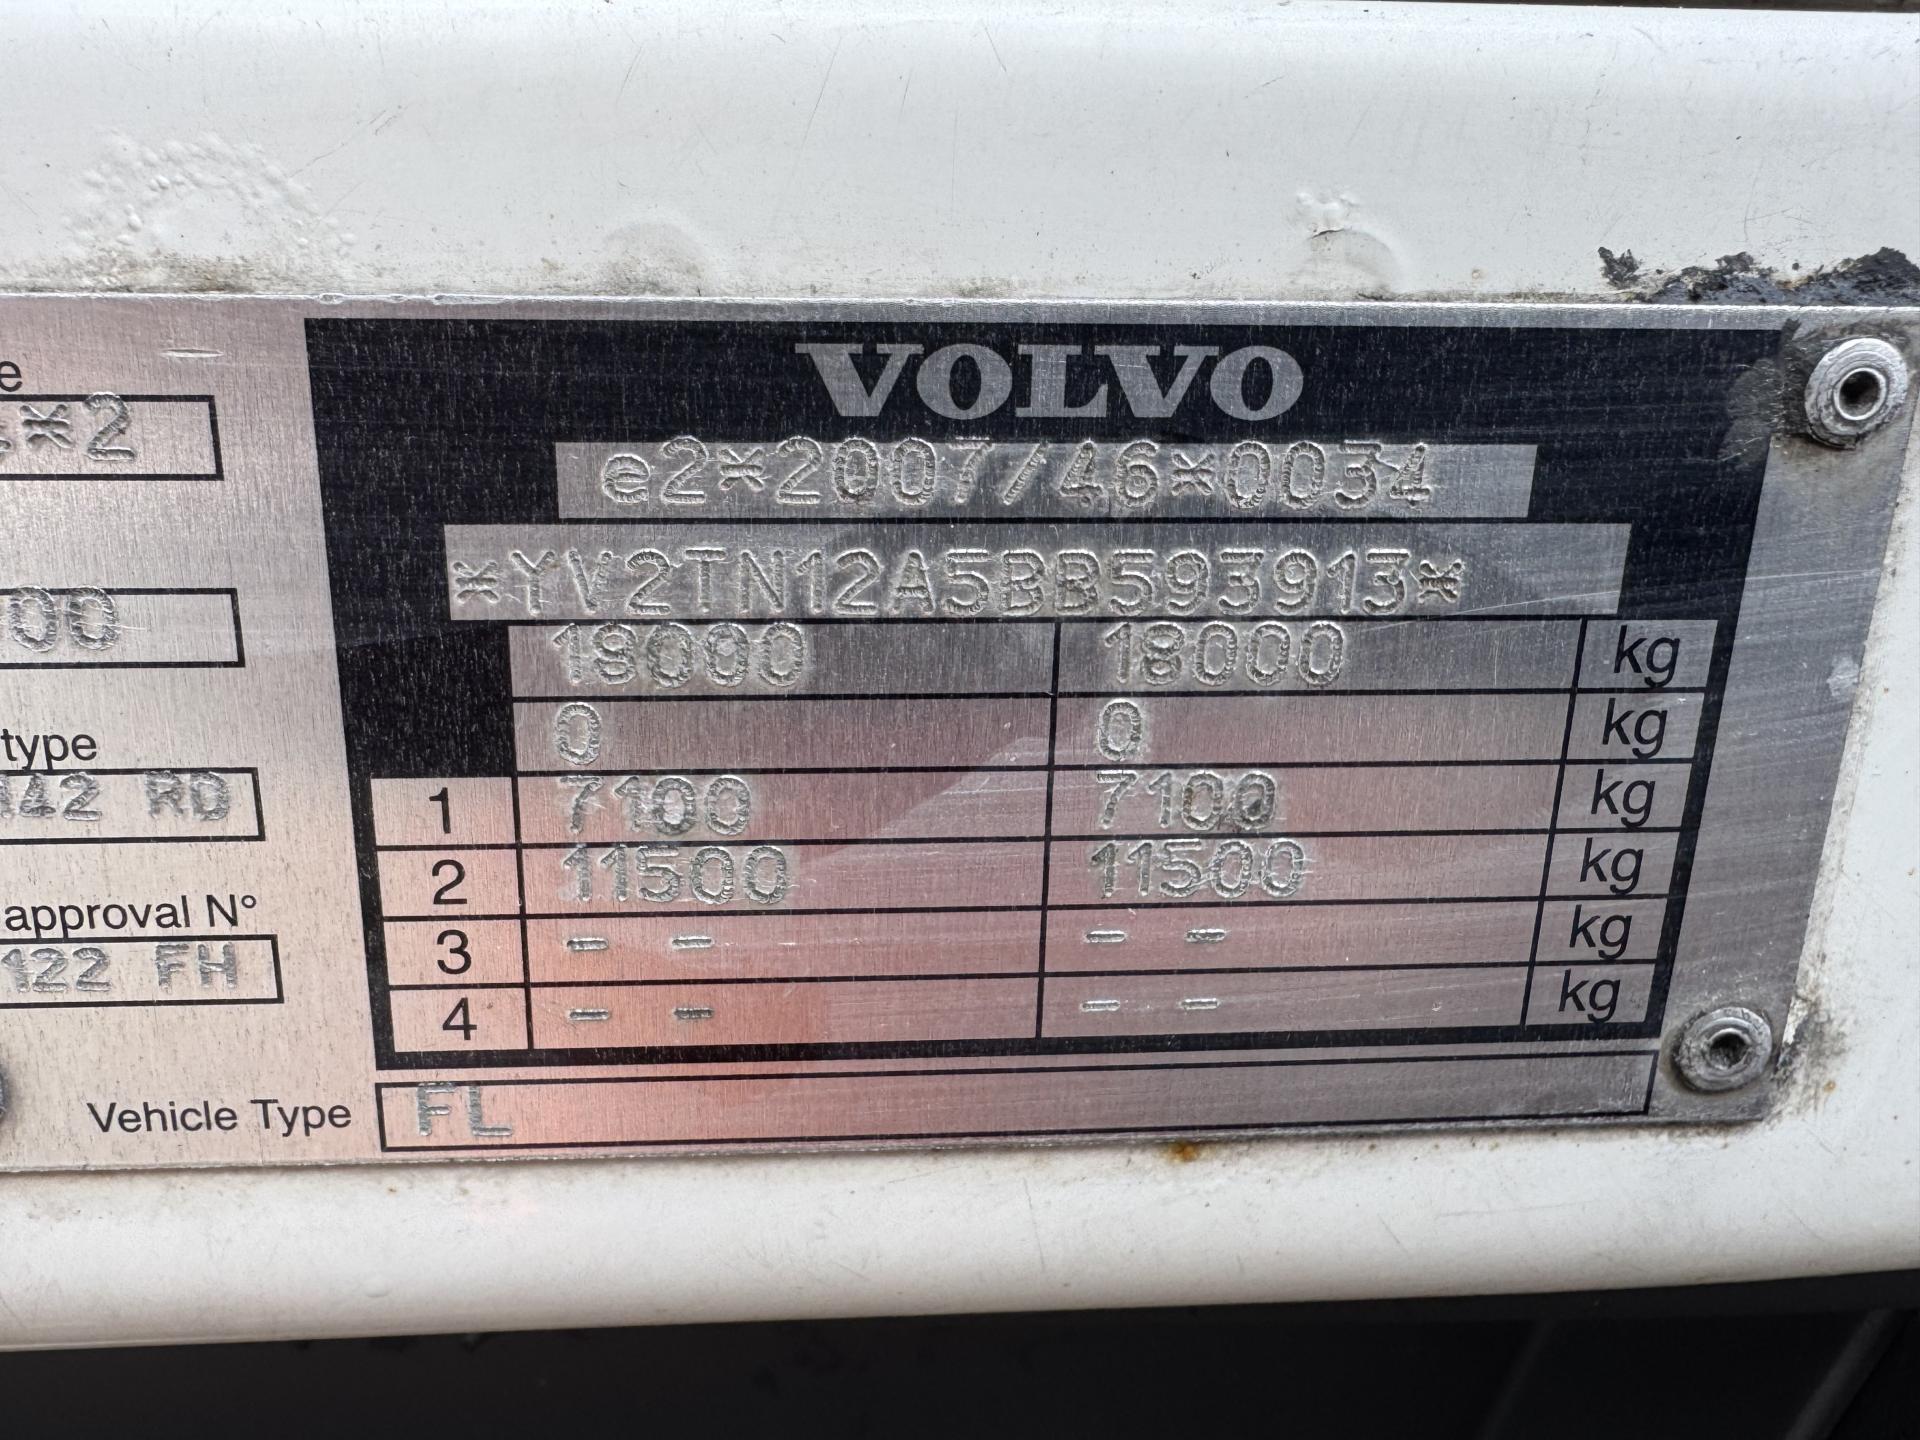 VOLVO
e2*2007/46*0034
*YV2TN12A5BB593913*
18000 18000 kg
0 0 kg
1 7100 7100 kg
2 11500 11500 kg
3 - - - - kg
4 - - - - kg
Vehicle Type FL
e
*2
00
type
142 RD
approval N°
122 FH